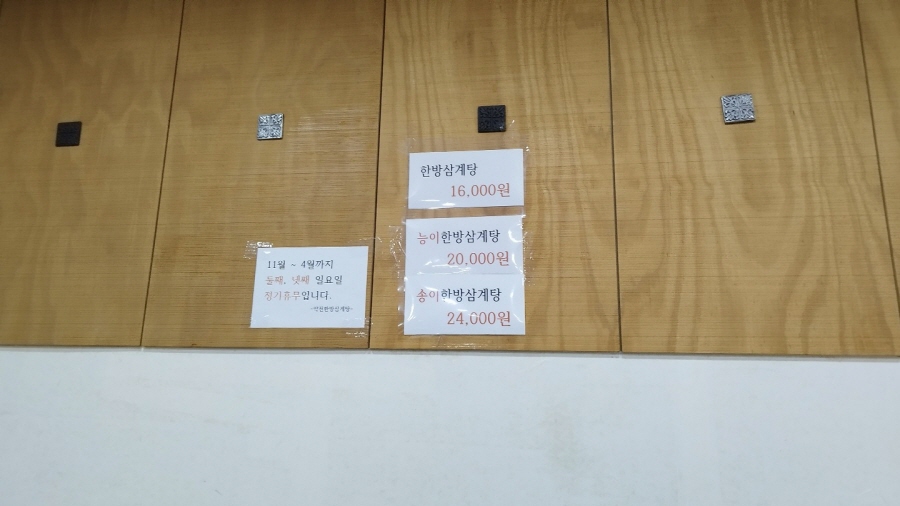 한방삼계탕
16,000원
능이한방삼계탕
20,000원
송이한방삼계탕
24,000원
11월 ~ 4월까지
둘째, 넷째 일요일
정기휴무입니다.